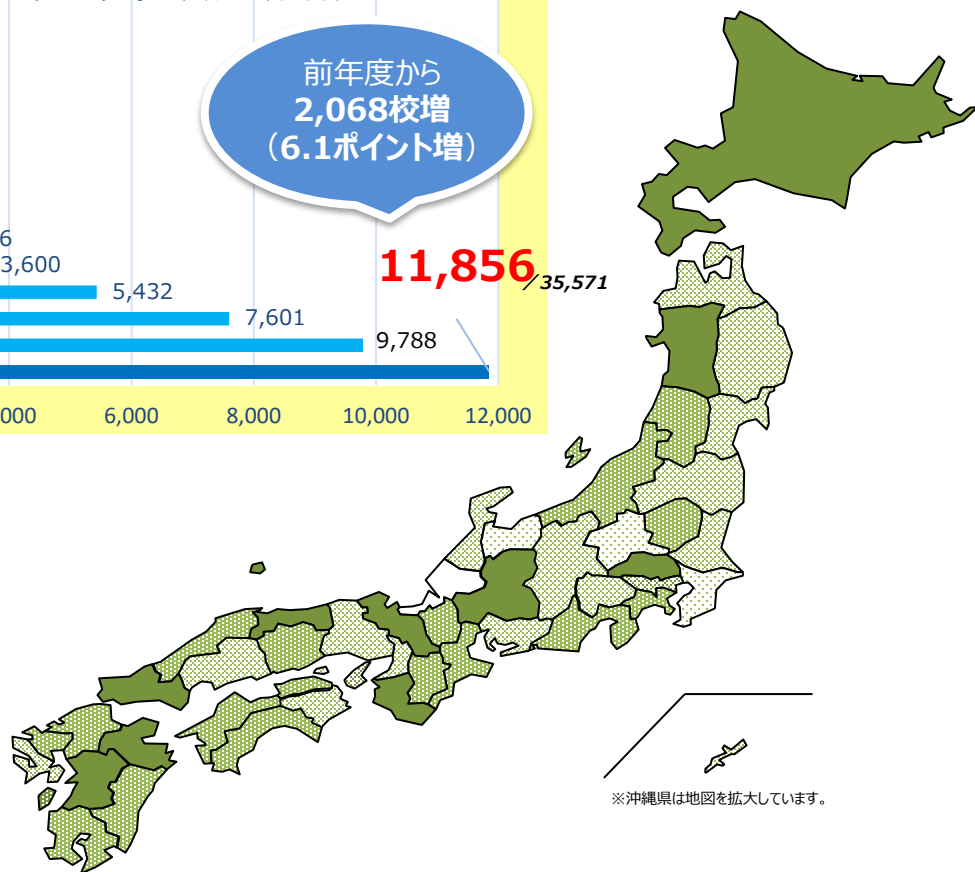 前年度から
2,068校増
（6.1ポイント増）
6
3,600
11,856/35,571
5,432
7,601
9,788
000
6,000
8,000
10,000
12,000
※沖縄県は地図を拡大しています。